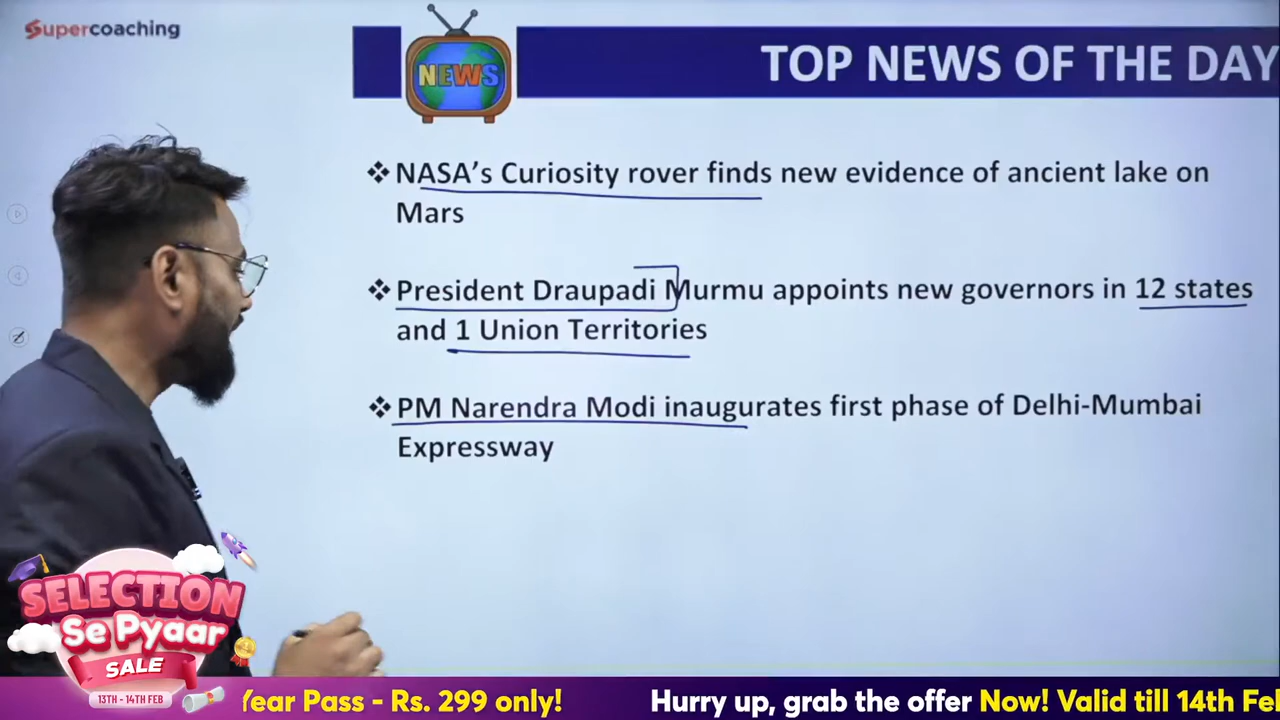 Supercoaching
NEWS
TOP NEWS OF THE DAY
❖ NASA's Curiosity rover finds new evidence of ancient lake on
Mars
❖ President Draupadi Murmu appoints new governors in 12 states
and 1 Union Territories
❖ PM Narendra Modi inaugurates first phase of Delhi-Mumbai
Expressway
SELECTION
Se Pyaar
SALE
13TH - 14TH FEB
Year Pass - Rs. 299 only! Hurry up, grab the offer Now! Valid till 14th Feb